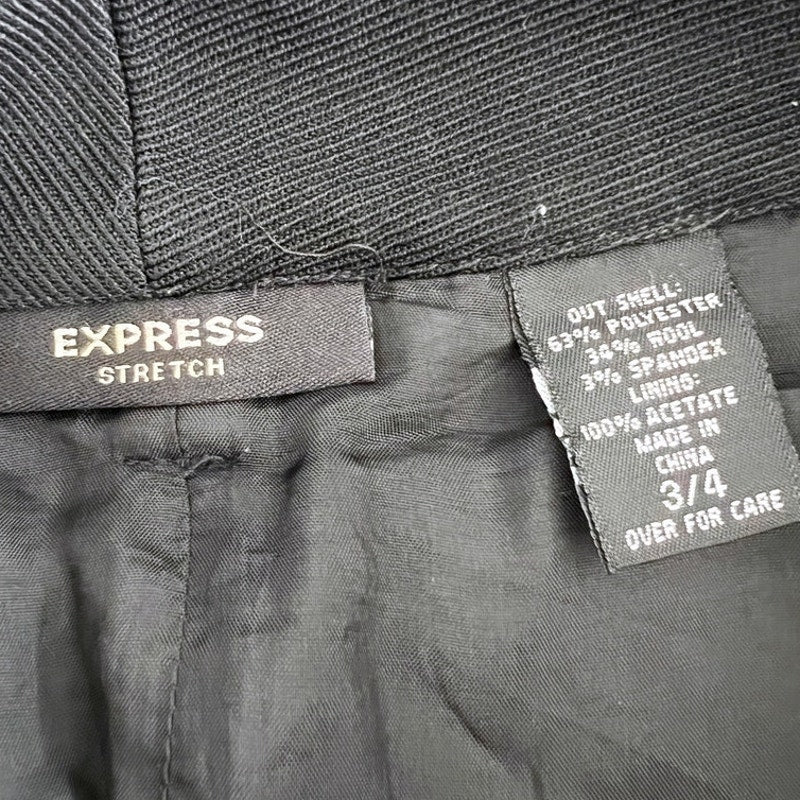 EXPRESS
STRETCH
OUT SHELL:
63% POLYESTER
34% WOOL
3% SPANDEX
LINING:
100% ACETATE
MADE IN
CHINA
3/4
OVER FOR CARE